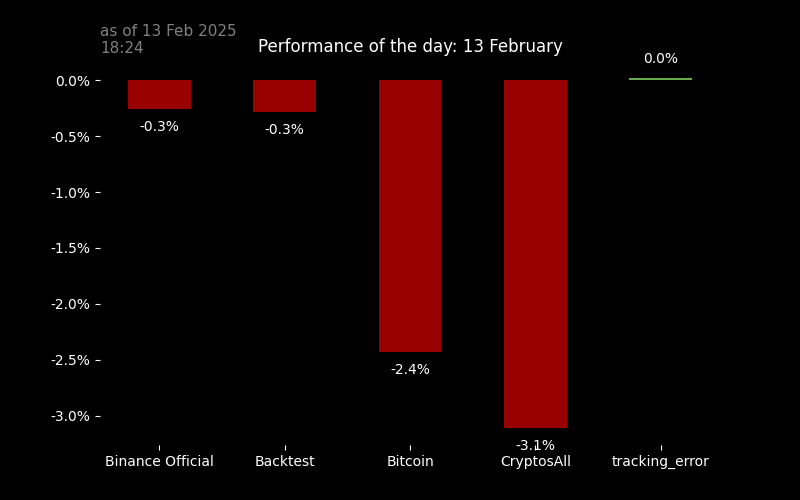 as of 13 Feb 2025
18:24
Performance of the day: 13 February
0.0%
0.0%
-0.3%
-0.3%
-0.5%
-1.0%
-1.5%
-2.0%
-2.5%
-2.4%
-3.0%
-3.1%
Binance Official
Backtest
Bitcoin
CryptosAll
tracking_error